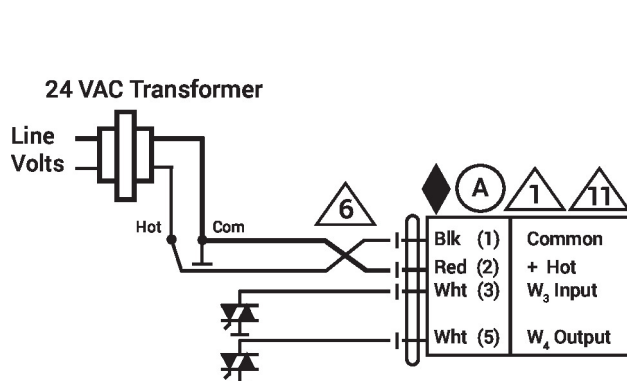 24 VAC Transformer
Line
Volts
Hot
Com
6
A
1
11
Blk (1) Common
Red (2) + Hot
Wht (3) W₃ Input
Wht (5) W₄ Output